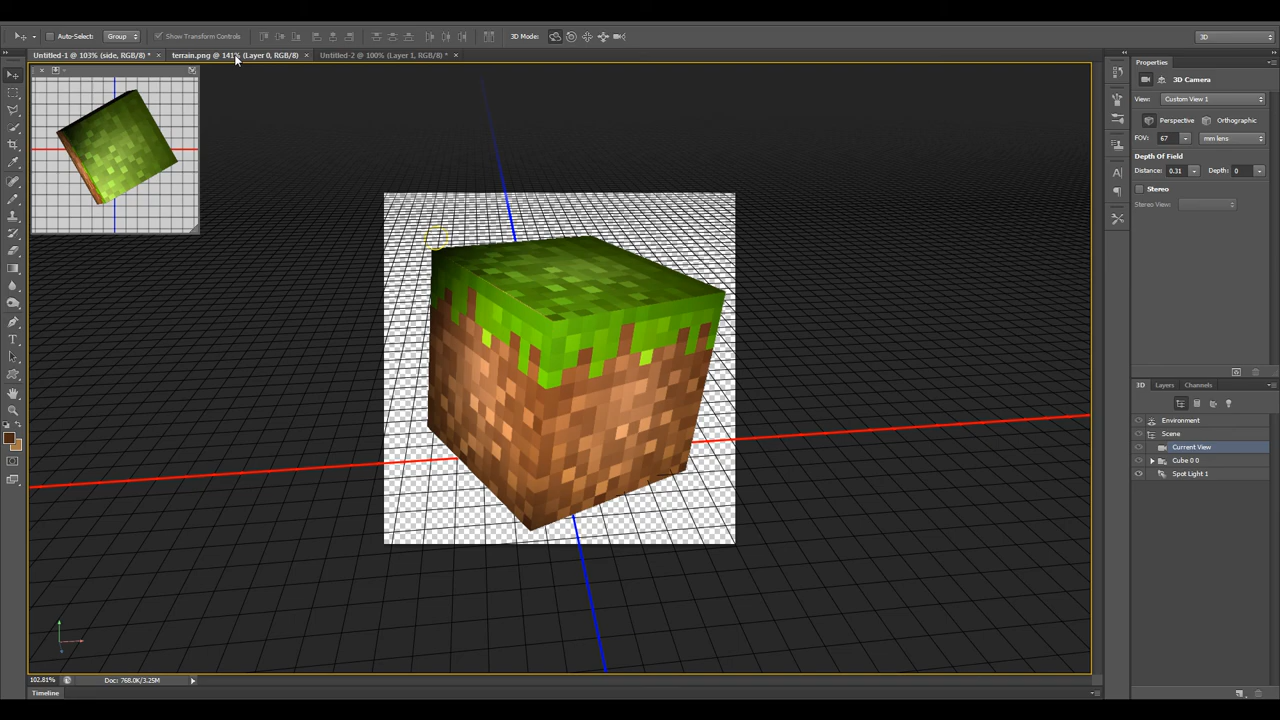 Auto-Select: Group Show Transform Controls 3D Mode: 3D
Untitled-1 @ 103% (side, RGB/8) * × terrain.png @ 141% (Layer 0, RGB/8) × Untitled-2 @ 100% (Layer 1, RGB/8) * ×
Properties
3D Camera
View: Custom View 1
Perspective Orthographic
FOV: 67 mm lens
Depth Of Field
Distance: 0.31 Depth: 0
Stereo
Stereo View:
3D Layers Channels
Environment
Scene
Current View
Cube 0 0
Spot Light 1
102.81% Doc: 768.0K/3.25M
Timeline